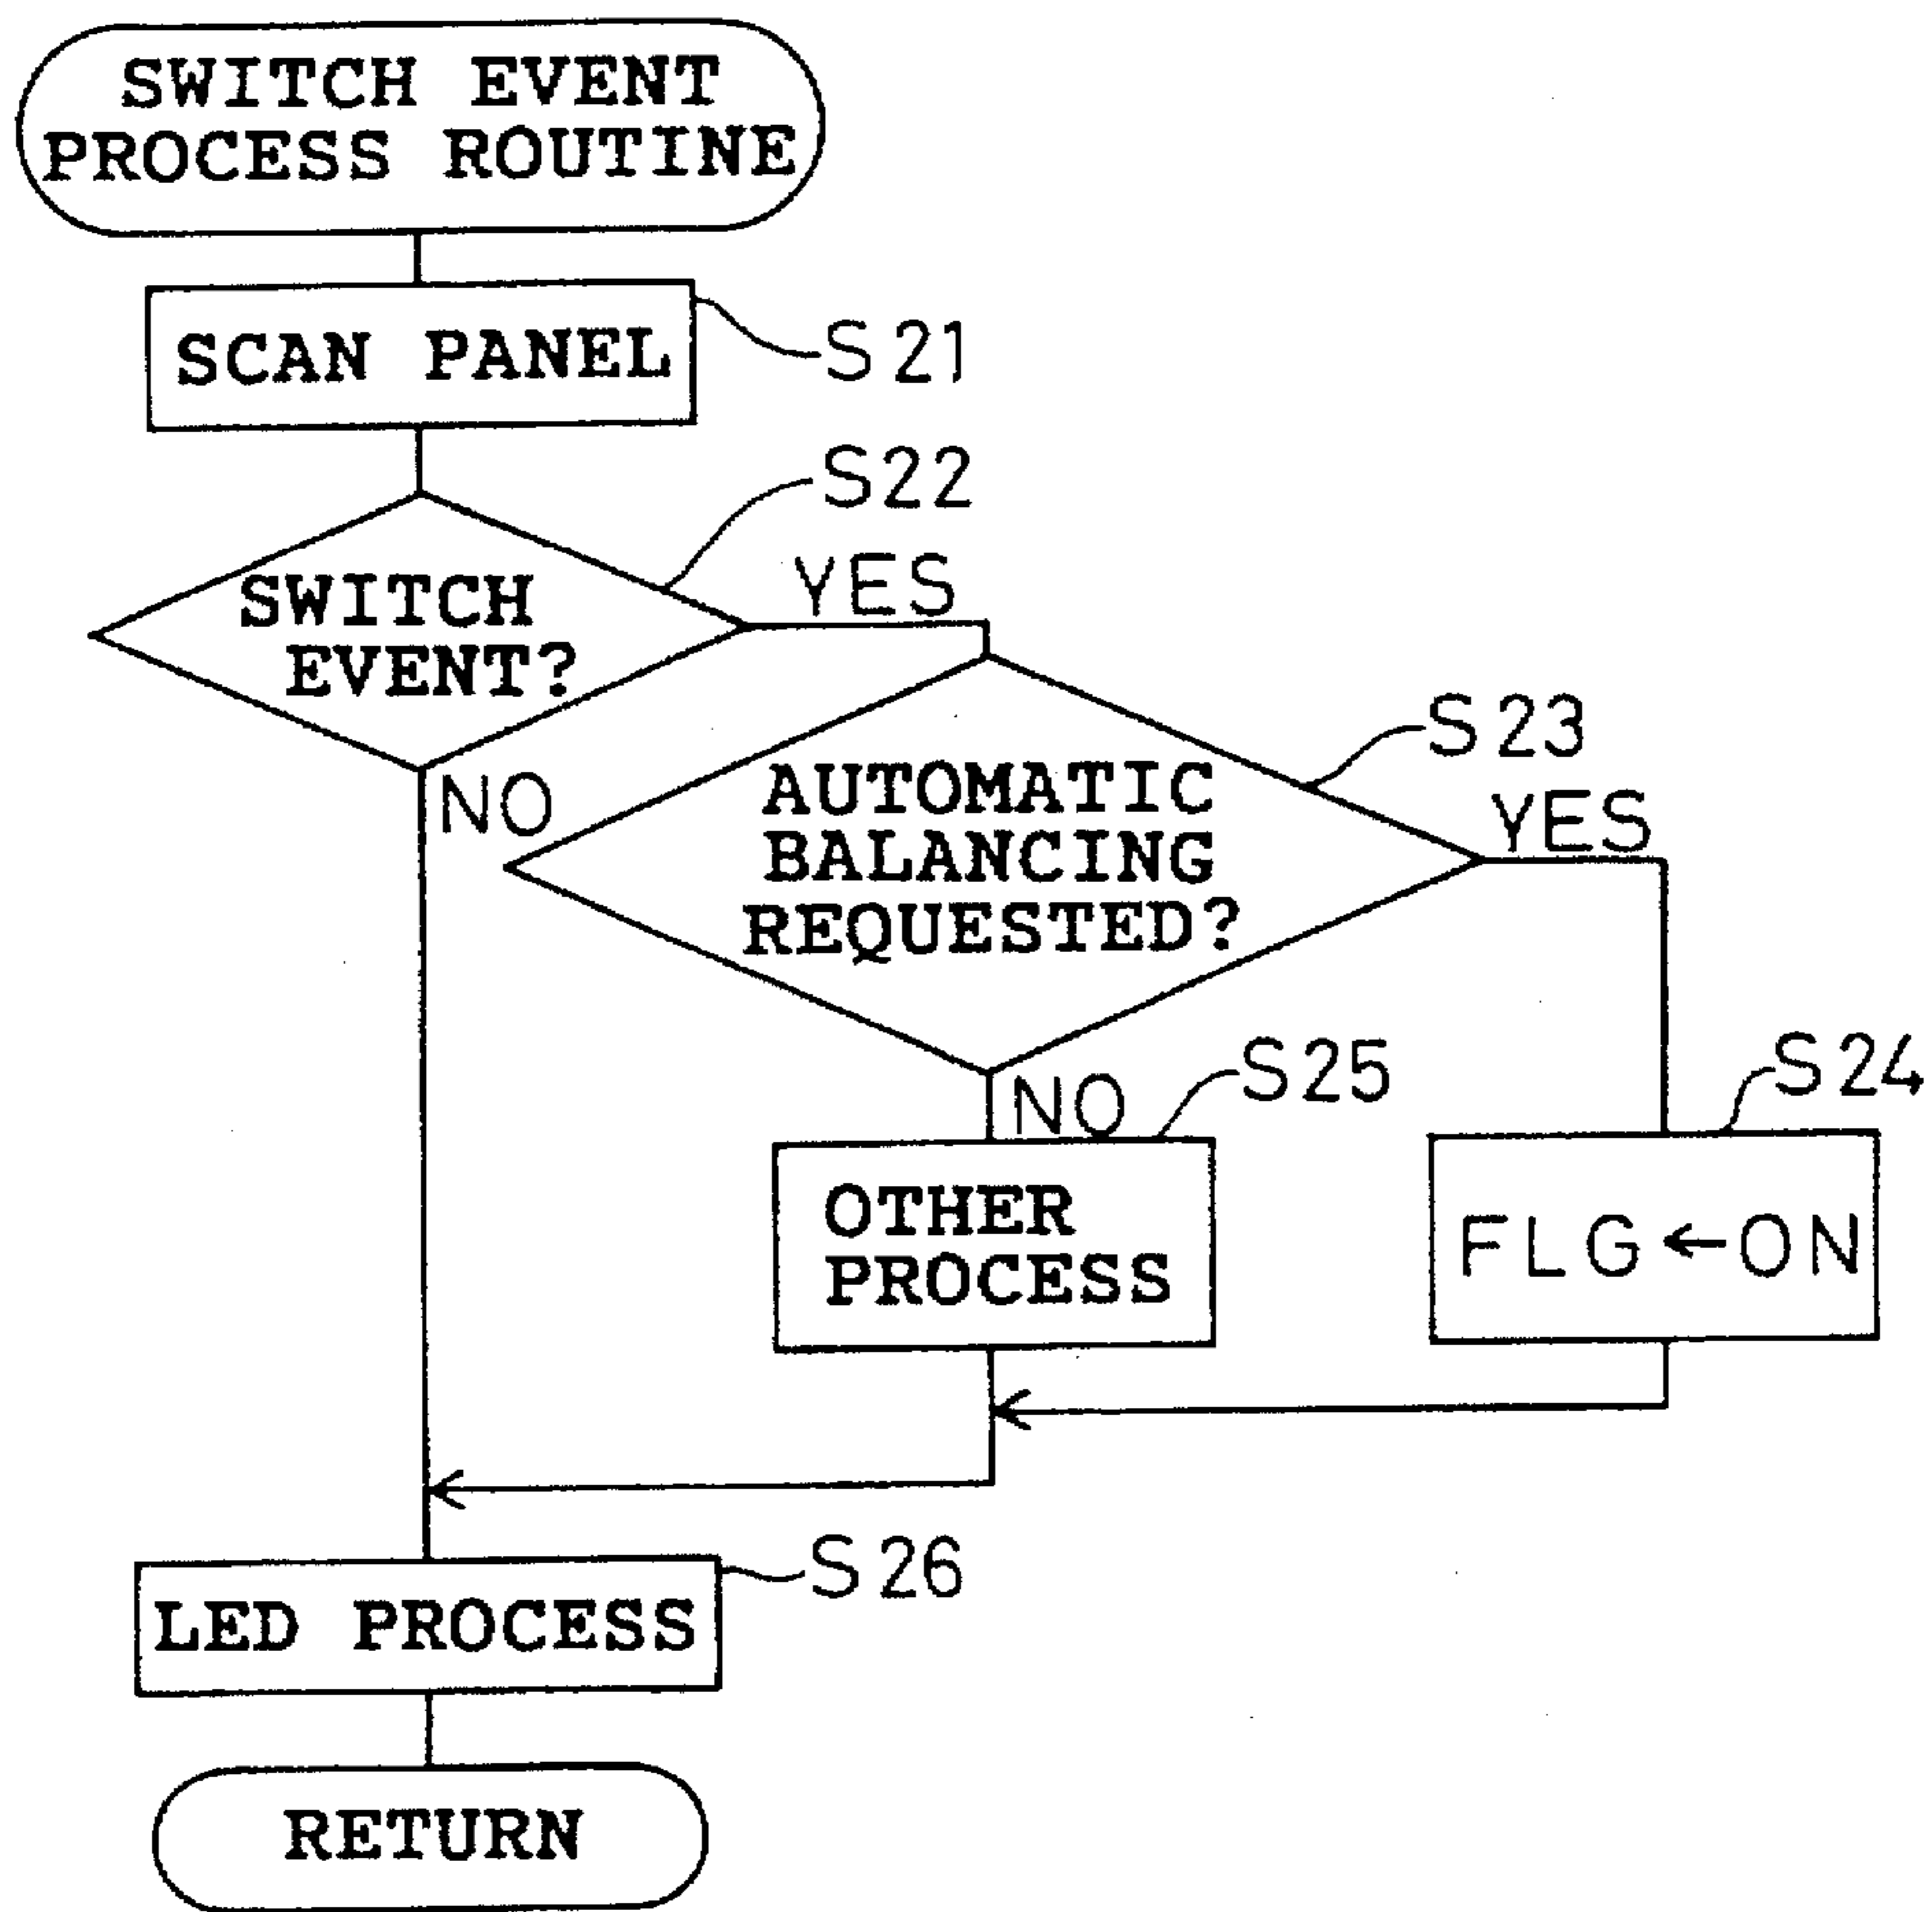 SWITCH EVENT
PROCESS ROUTINE
SCAN PANEL
S21
S22
SWITCH
EVENT?
YES
NO
S23
AUTOMATIC
BALANCING
REQUESTED?
YES
NO
S25
S24
OTHER
PROCESS
FLG ← ON
S26
LED PROCESS
RETURN